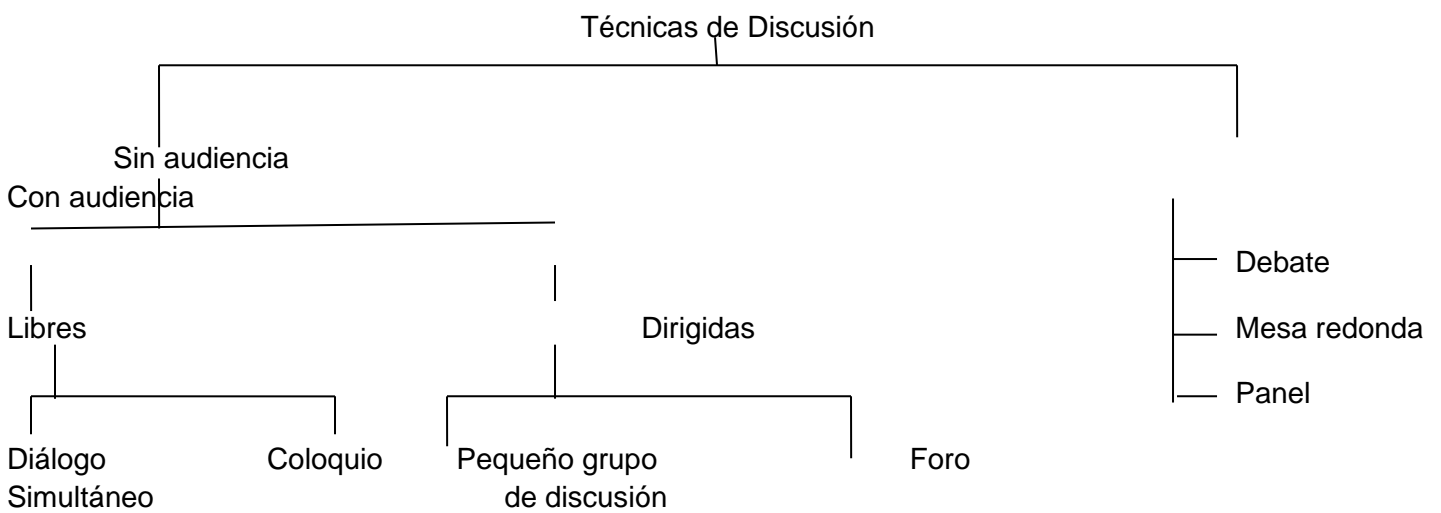 Técnicas de Discusión
Sin audiencia
Con audiencia
Debate
Libres Dirigidas Mesa redonda
Panel
Diálogo Coloquio Pequeño grupo Foro
Simultáneo de discusión